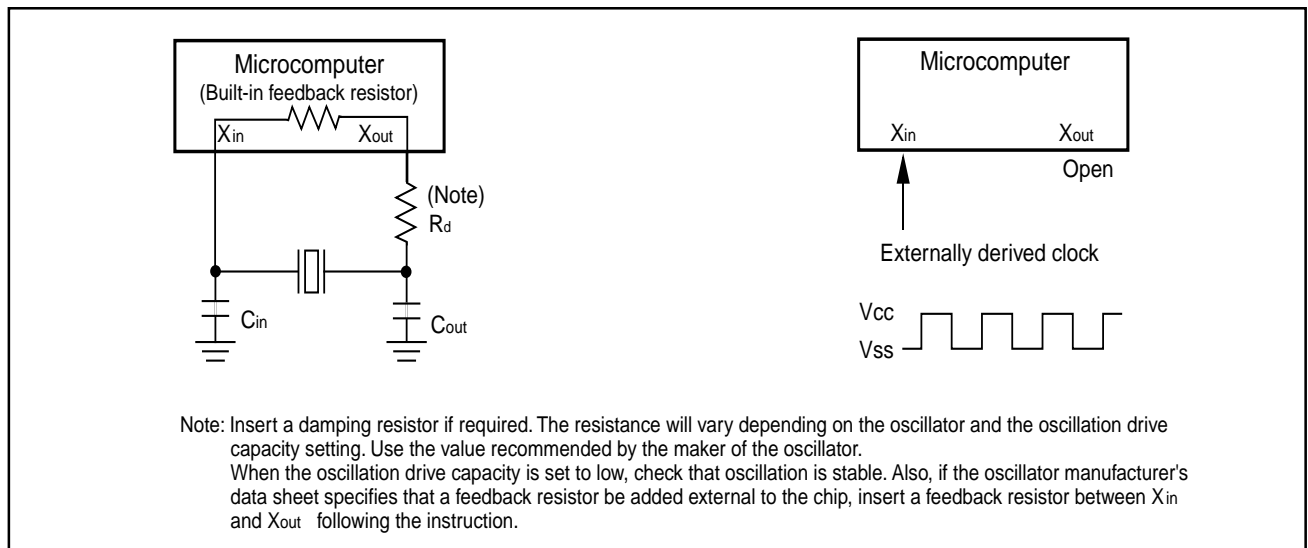 Microcomputer
(Built-in feedback resistor)
Xin
Xout
(Note)
Rd
Cin
Cout
Microcomputer
Xin
Xout
Open
Externally derived clock
Vcc
Vss
Note: Insert a damping resistor if required. The resistance will vary depending on the oscillator and the oscillation drive
capacity setting. Use the value recommended by the maker of the oscillator.
When the oscillation drive capacity is set to low, check that oscillation is stable. Also, if the oscillator manufacturer's
data sheet specifies that a feedback resistor be added external to the chip, insert a feedback resistor between Xin
and Xout following the instruction.